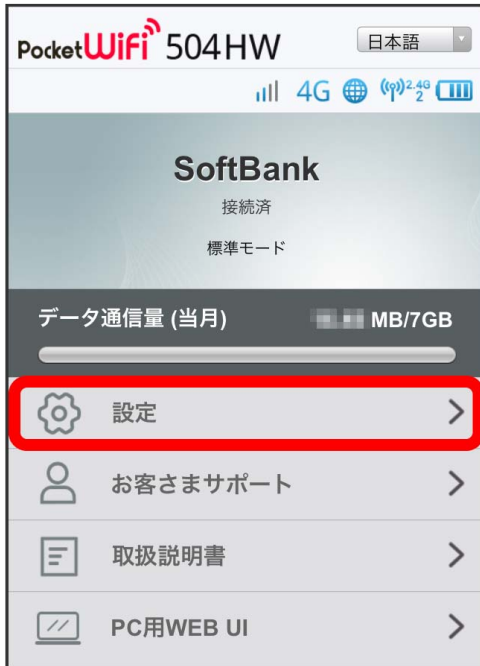 Pocket WiFi 504HW
日本語
4G 2.4G 2
SoftBank
接続済
標準モード
データ通信量 (当月) MB/7GB
設定
お客さまサポート
取扱説明書
PC用WEB UI